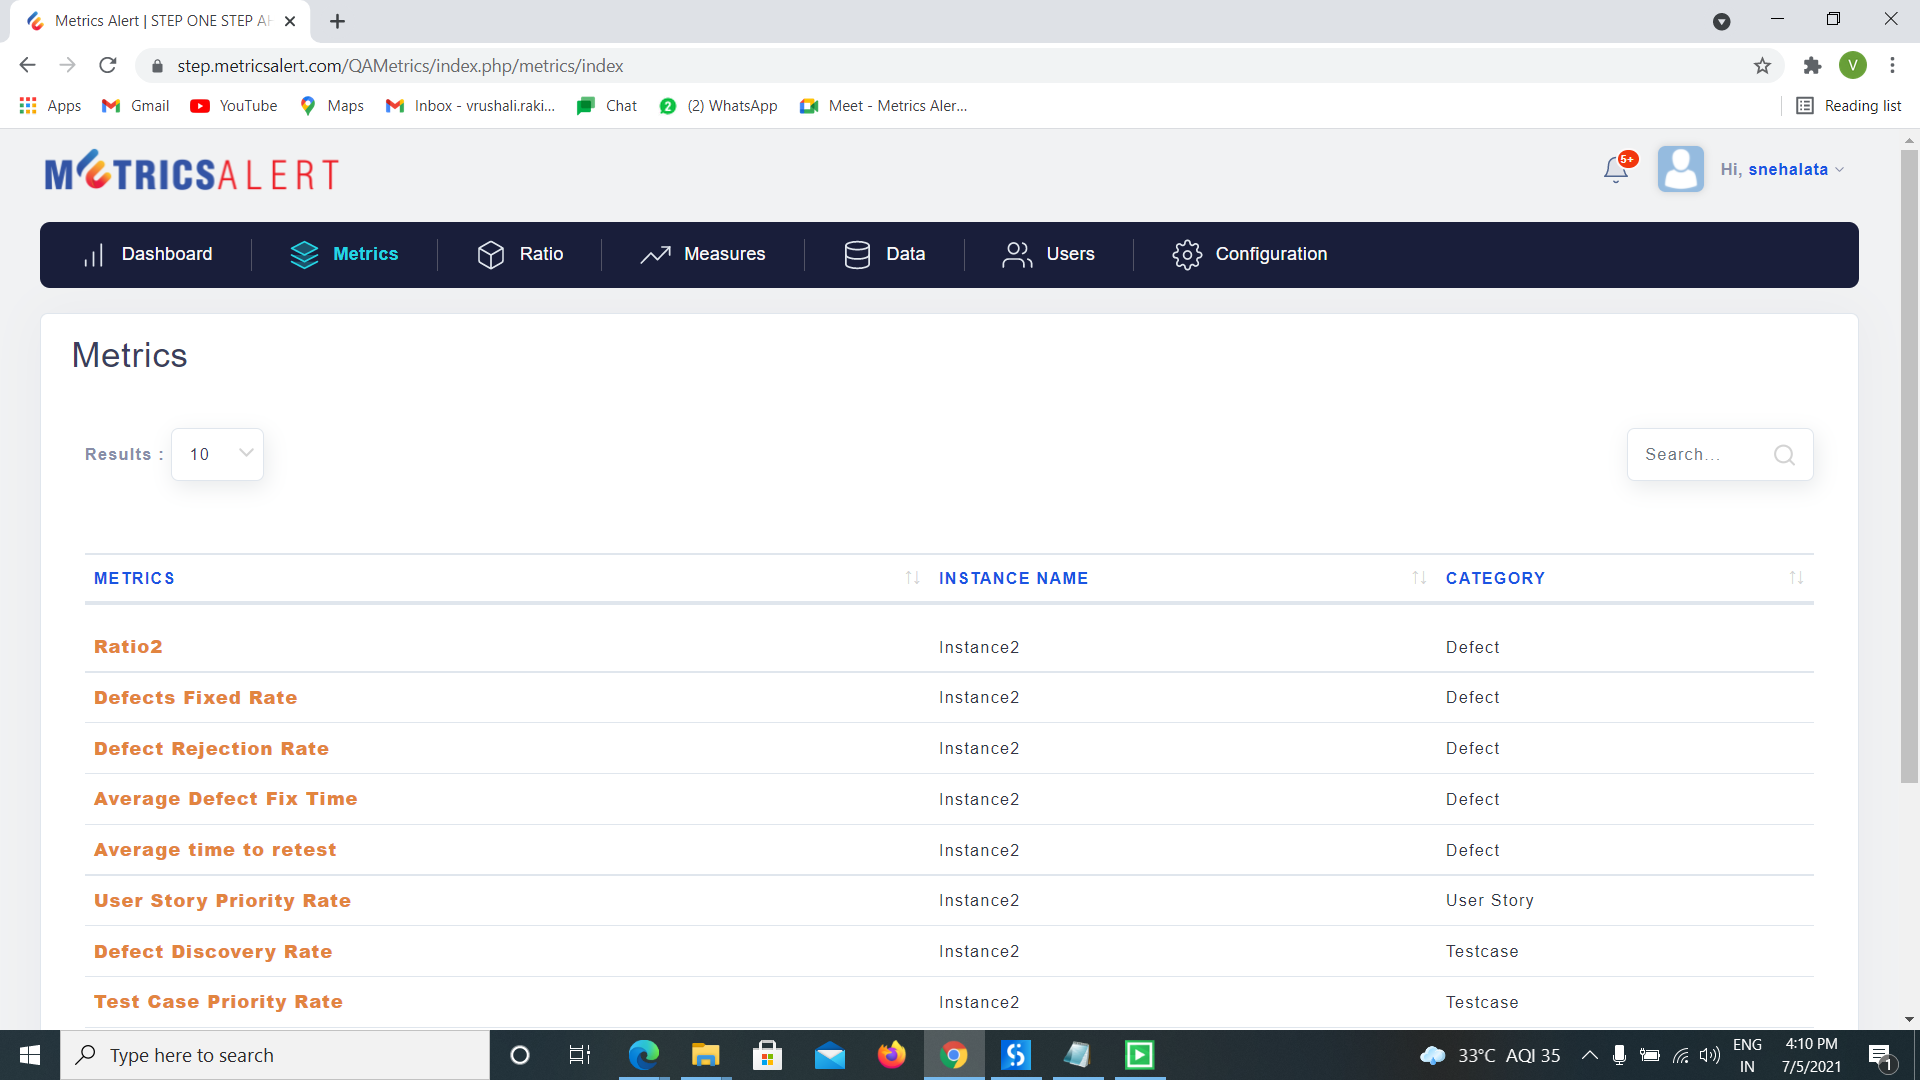 Metrics Alert | STEP ONE STEP AH
step.metricsalert.com/QAMetrics/index.php/metrics/index
V
Apps
Gmail
YouTube
Maps
Inbox - vrushali.raki...
Chat
2
(2) WhatsApp
Meet - Metrics Aler...
Reading list
METRICSALERT
5+
Hi, snehalata
Dashboard
Metrics
Ratio
Measures
Data
Users
Configuration
Metrics
Results :
10
Search...
METRICS INSTANCE NAME CATEGORY
Ratio2 Instance2 Defect
Defects Fixed Rate Instance2 Defect
Defect Rejection Rate Instance2 Defect
Average Defect Fix Time Instance2 Defect
Average time to retest Instance2 Defect
User Story Priority Rate Instance2 User Story
Defect Discovery Rate Instance2 Testcase
Test Case Priority Rate Instance2 Testcase
Type here to search
33°C AQI 35
ENG
IN
4:10 PM
7/5/2021
1